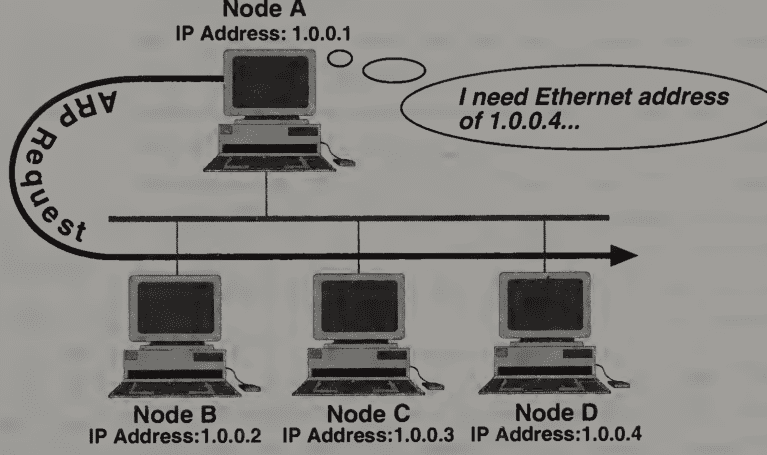 Node A
IP Address: 1.0.0.1
I need Ethernet address
of 1.0.0.4...
ARP Request
Node B
IP Address:1.0.0.2
Node C
IP Address:1.0.0.3
Node D
IP Address:1.0.0.4